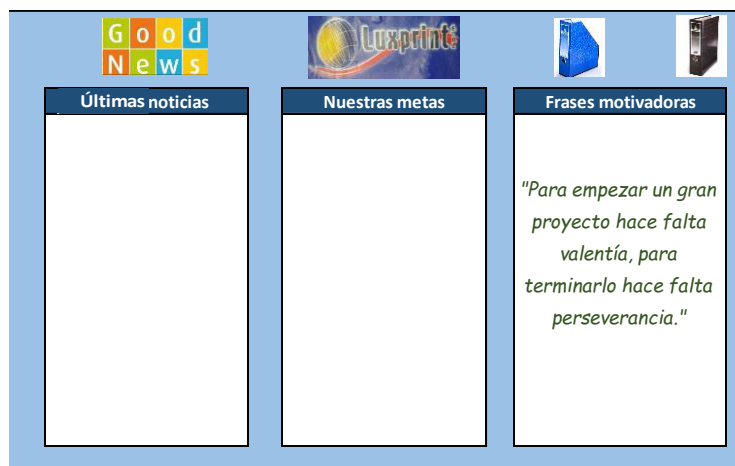 Good
News
Luxprinté
Últimas noticias
Nuestras metas
Frases motivadoras
"Para empezar un gran
proyecto hace falta
valentía, para
terminarlo hace falta
perseverancia."